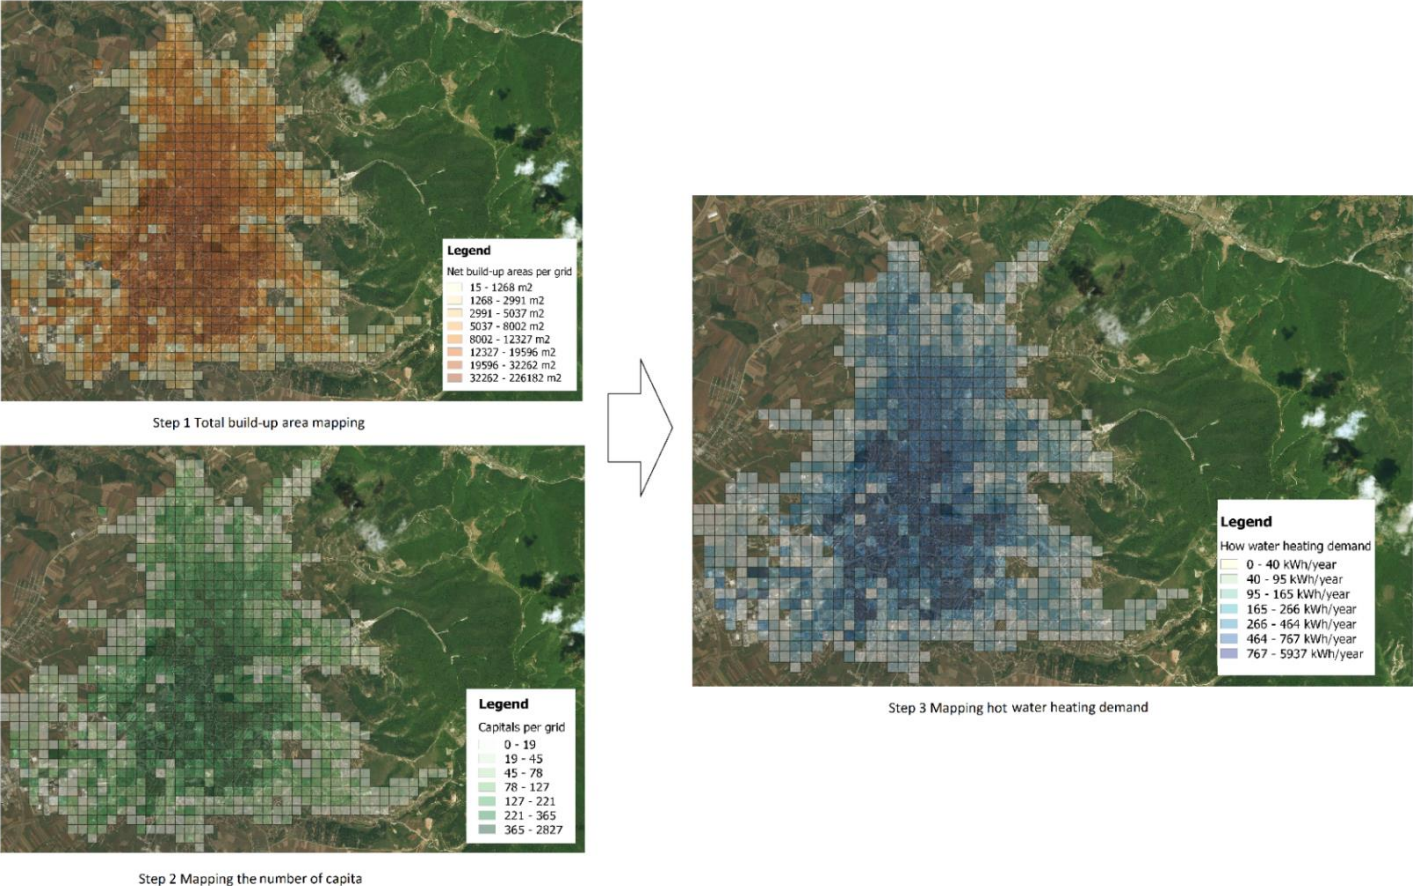 Legend
Net build-up areas per grid
15 - 1268 m2
1268 - 2991 m2
2991 - 5037 m2
5037 - 8002 m2
8002 - 12327 m2
12327 - 19596 m2
19596 - 32262 m2
32262 - 226182 m2
Step 1 Total build-up area mapping
Legend
Capitals per grid
0 - 19
19 - 45
45 - 78
78 - 127
127 - 221
221 - 365
365 - 2827
Step 2 Mapping the number of capita
Legend
How water heating demand
0 - 40 kWh/year
40 - 95 kWh/year
95 - 165 kWh/year
165 - 266 kWh/year
266 - 464 kWh/year
464 - 767 kWh/year
767 - 5937 kWh/year
Step 3 Mapping hot water heating demand